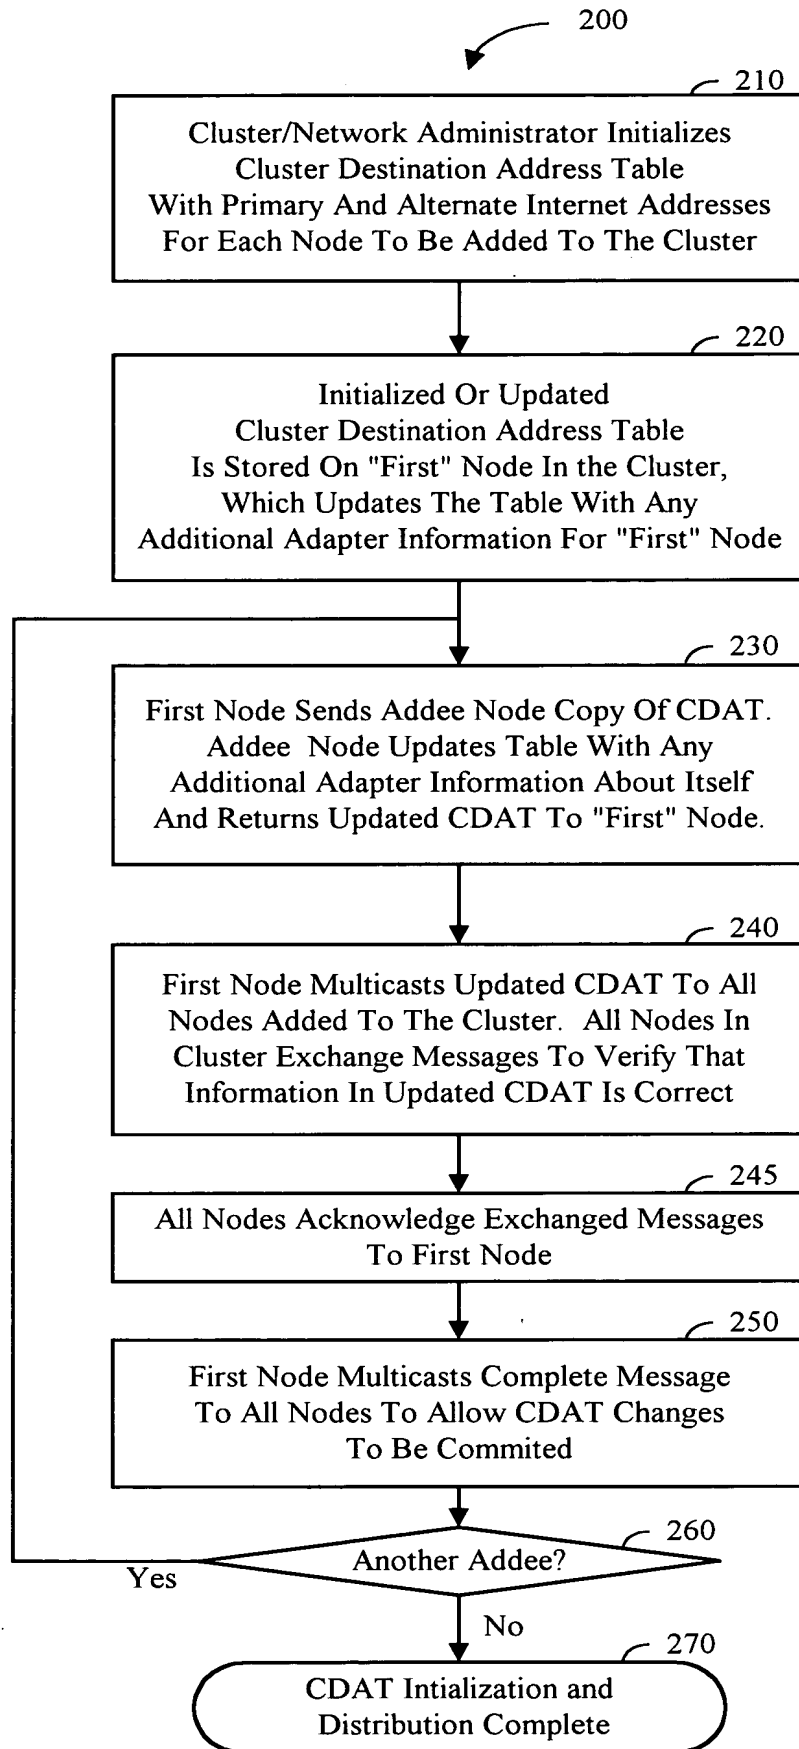 200
210
Cluster/Network Administrator Initializes
Cluster Destination Address Table
With Primary And Alternate Internet Addresses
For Each Node To Be Added To The Cluster
220
Initialized Or Updated
Cluster Destination Address Table
Is Stored On "First" Node In the Cluster,
Which Updates The Table With Any
Additional Adapter Information For "First" Node
230
First Node Sends Addee Node Copy Of CDAT.
Addee Node Updates Table With Any
Additional Adapter Information About Itself
And Returns Updated CDAT To "First" Node.
240
First Node Multicasts Updated CDAT To All
Nodes Added To The Cluster. All Nodes In
Cluster Exchange Messages To Verify That
Information In Updated CDAT Is Correct
245
All Nodes Acknowledge Exchanged Messages
To First Node
250
First Node Multicasts Complete Message
To All Nodes To Allow CDAT Changes
To Be Commited
260
Another Addee?
Yes
No
270
CDAT Intialization and
Distribution Complete